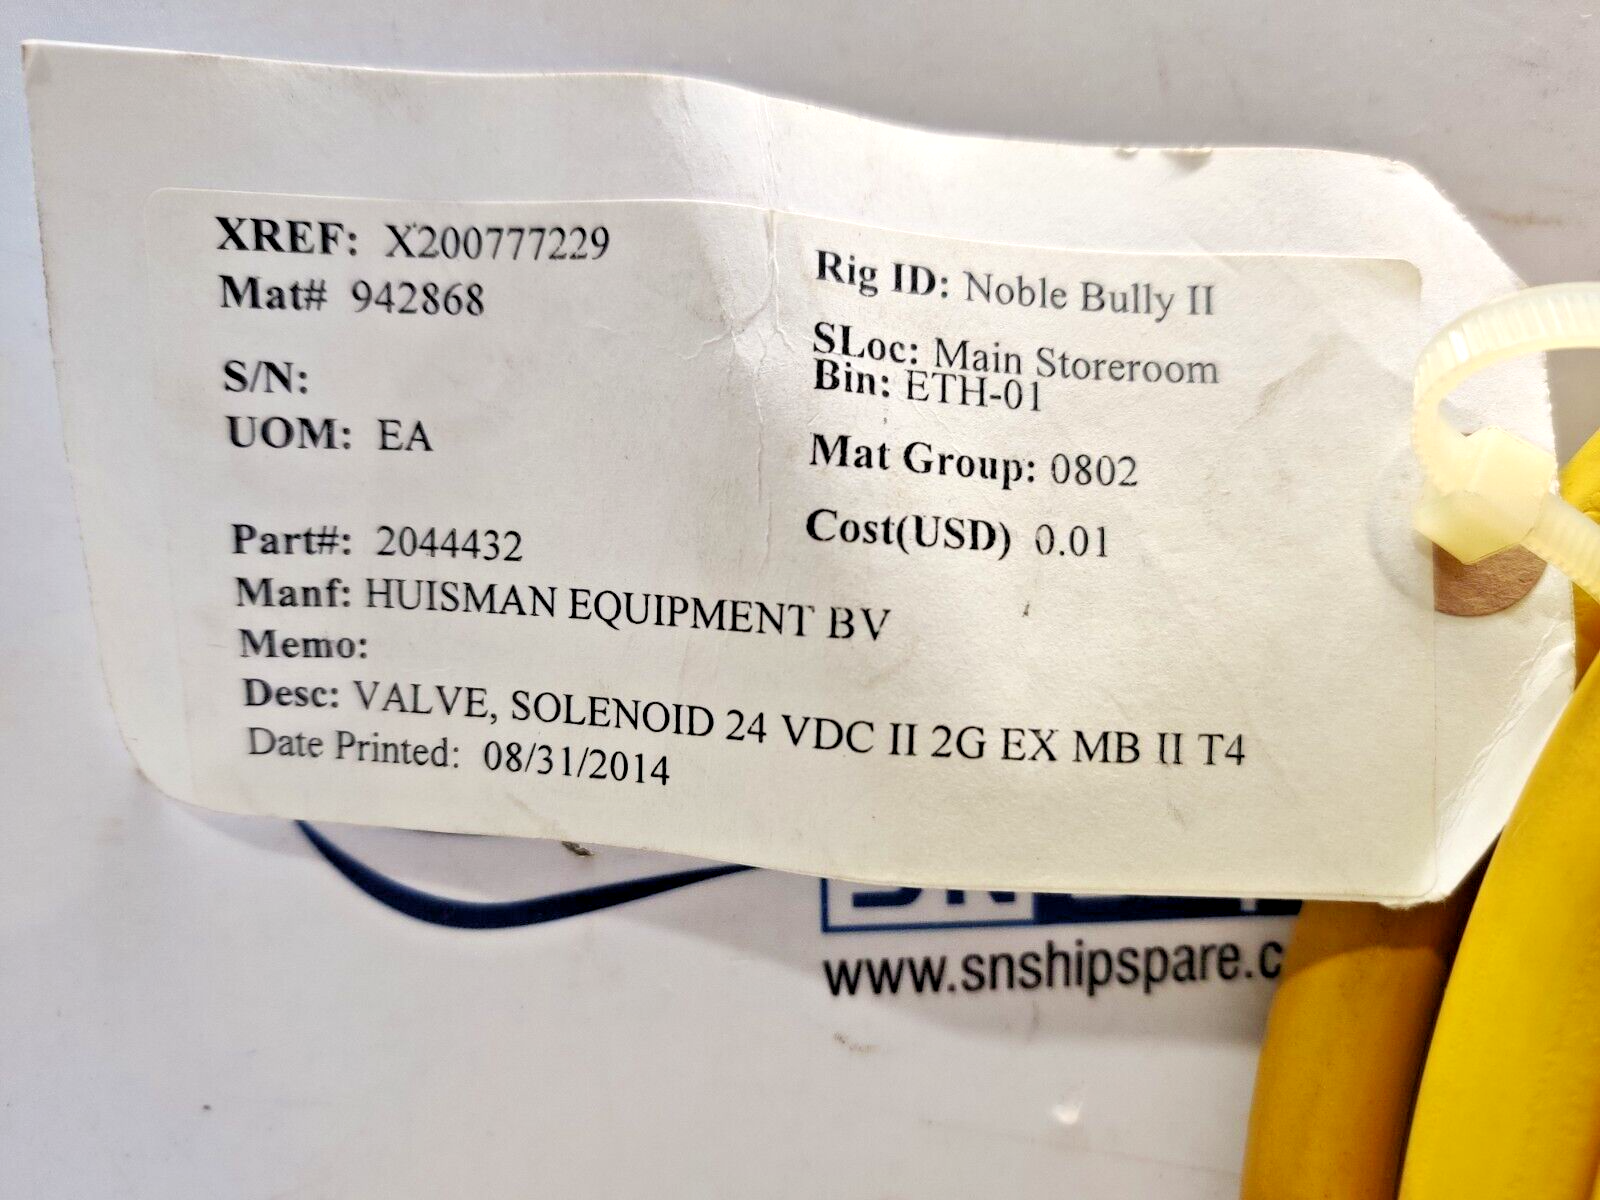 XREF: X200777229
Mat# 942868
S/N:
UOM: EA
Rig ID: Noble Bully II
SLoc: Main Storeroom
Bin: ETH-01
Mat Group: 0802
Cost(USD) 0.01
Part#: 2044432
Manf: HUISMAN EQUIPMENT BV
Memo:
Desc: VALVE, SOLENOID 24 VDC II 2G EX MB II T4
Date Printed: 08/31/2014
SN
www.snshipspare.c